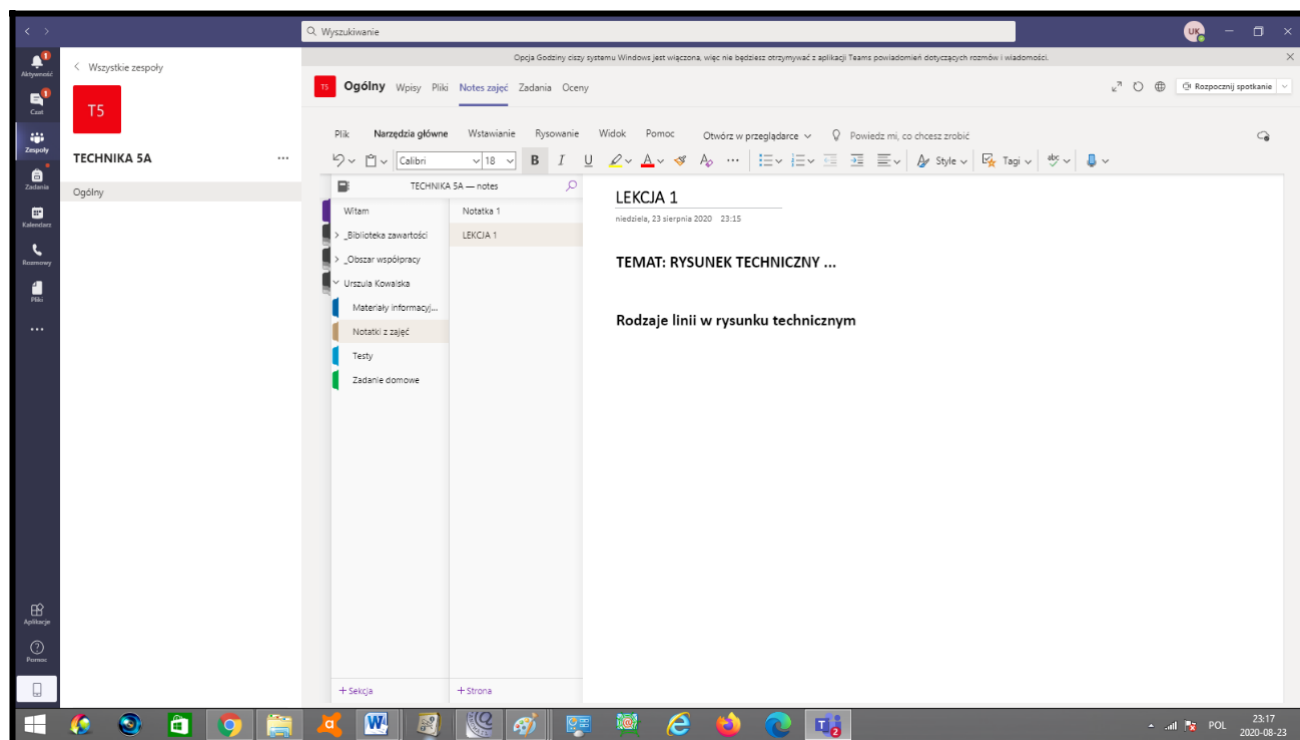 Wyszukiwanie
UK
Opcja Godziny ciszy systemu Windows jest włączona, więc nie będziesz otrzymywać z aplikacji Teams powiadomień dotyczących rozmów i wiadomości.
1
Aktywność
1
Czat
Zespoły
Zadania
Kalendarz
Rozmowy
Pliki
Aplikacje
Pomoc
Wszystkie zespoły
T5
TECHNIKA 5A
Ogólny
T5 Ogólny Wpisy Pliki Notes zajęć Zadania Oceny
Rozpocznij spotkanie
Plik Narzędzia główne Wstawianie Rysowanie Widok Pomoc Otwórz w przeglądarce Powiedz mi, co chcesz zrobić
Calibri 18 B I U A Style Tagi abc
TECHNIKA 5A — notes
Witam
_Biblioteka zawartości
_Obszar współpracy
Urszula Kowalska
Materiały informacyj...
Notatki z zajęć
Testy
Zadanie domowe
+ Sekcja
Notatka 1
LEKCJA 1
+ Strona
LEKCJA 1
niedziela, 23 sierpnia 2020 23:15
TEMAT: RYSUNEK TECHNICZNY ...
Rodzaje linii w rysunku technicznym
POL
23:17
2020-08-23